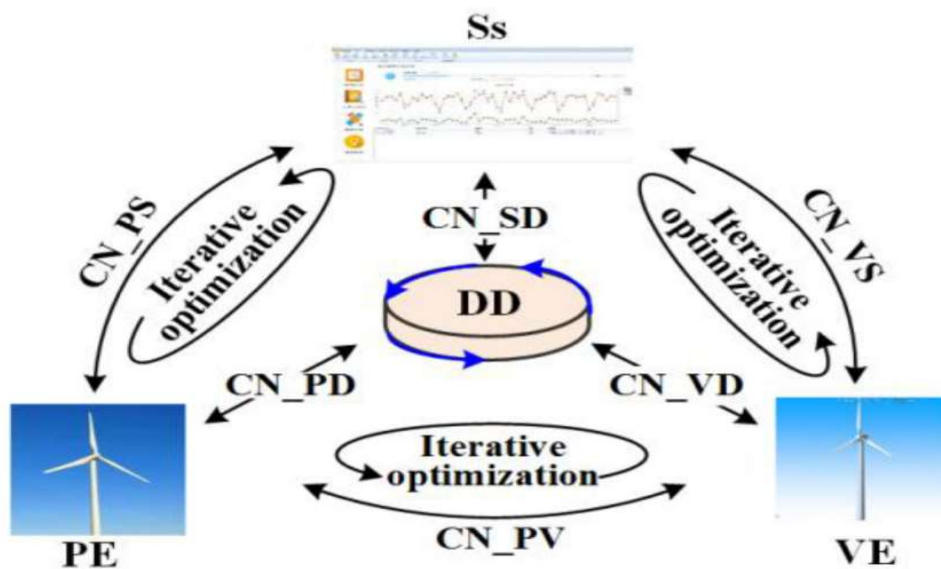 Ss
CN_PS
Iterative
optimization
CN_SD
Iterative
optimization
CN_VS
DD
CN_PD
CN_VD
Iterative
optimization
CN_PV
PE
VE